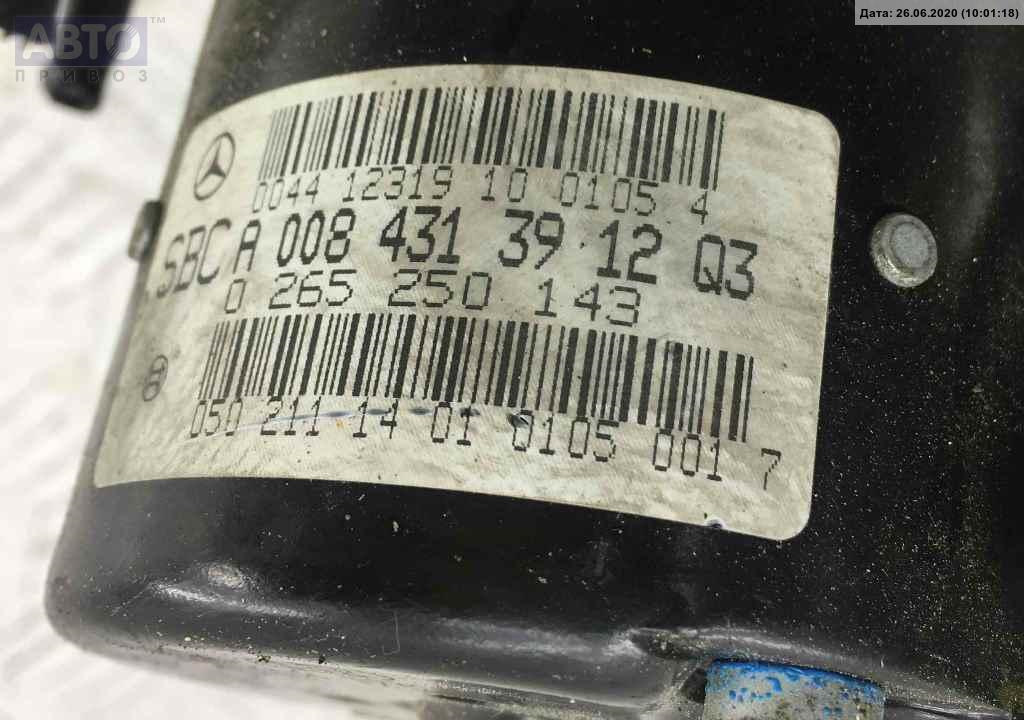 Дата: 26.06.2020 (10:01:18)
АВТО™
ПРИВОЗ
0044 12319 10 0105 4
SBC A 008 431 39 12 Q3
0 265 250 143
050 211 14 01 0105 001 7